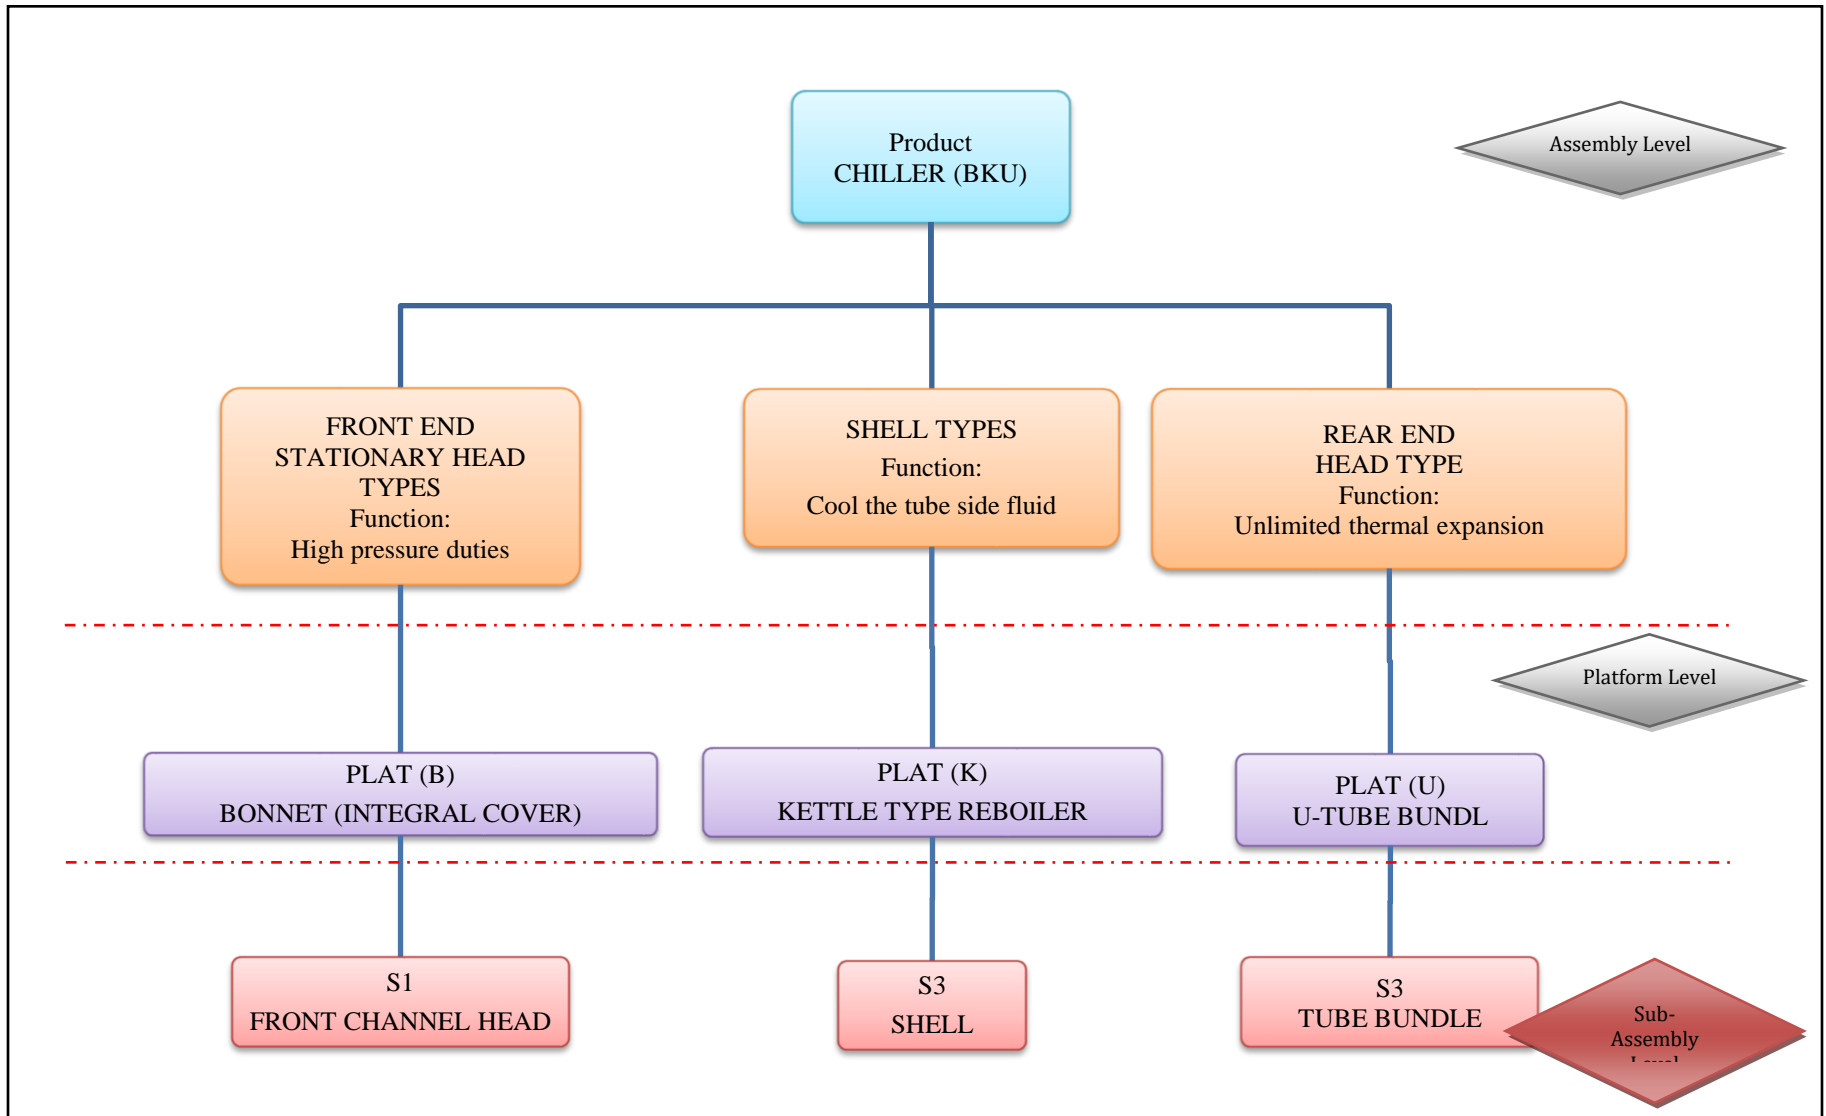 Product
CHILLER (BKU)
Assembly Level
FRONT END
STATIONARY HEAD
TYPES
Function:
High pressure duties
SHELL TYPES
Function:
Cool the tube side fluid
REAR END
HEAD TYPE
Function:
Unlimited thermal expansion
Platform Level
PLAT (B)
BONNET (INTEGRAL COVER)
PLAT (K)
KETTLE TYPE REBOILER
PLAT (U)
U-TUBE BUNDL
S1
FRONT CHANNEL HEAD
S3
SHELL
S3
TUBE BUNDLE
Sub-
Assembly
Level